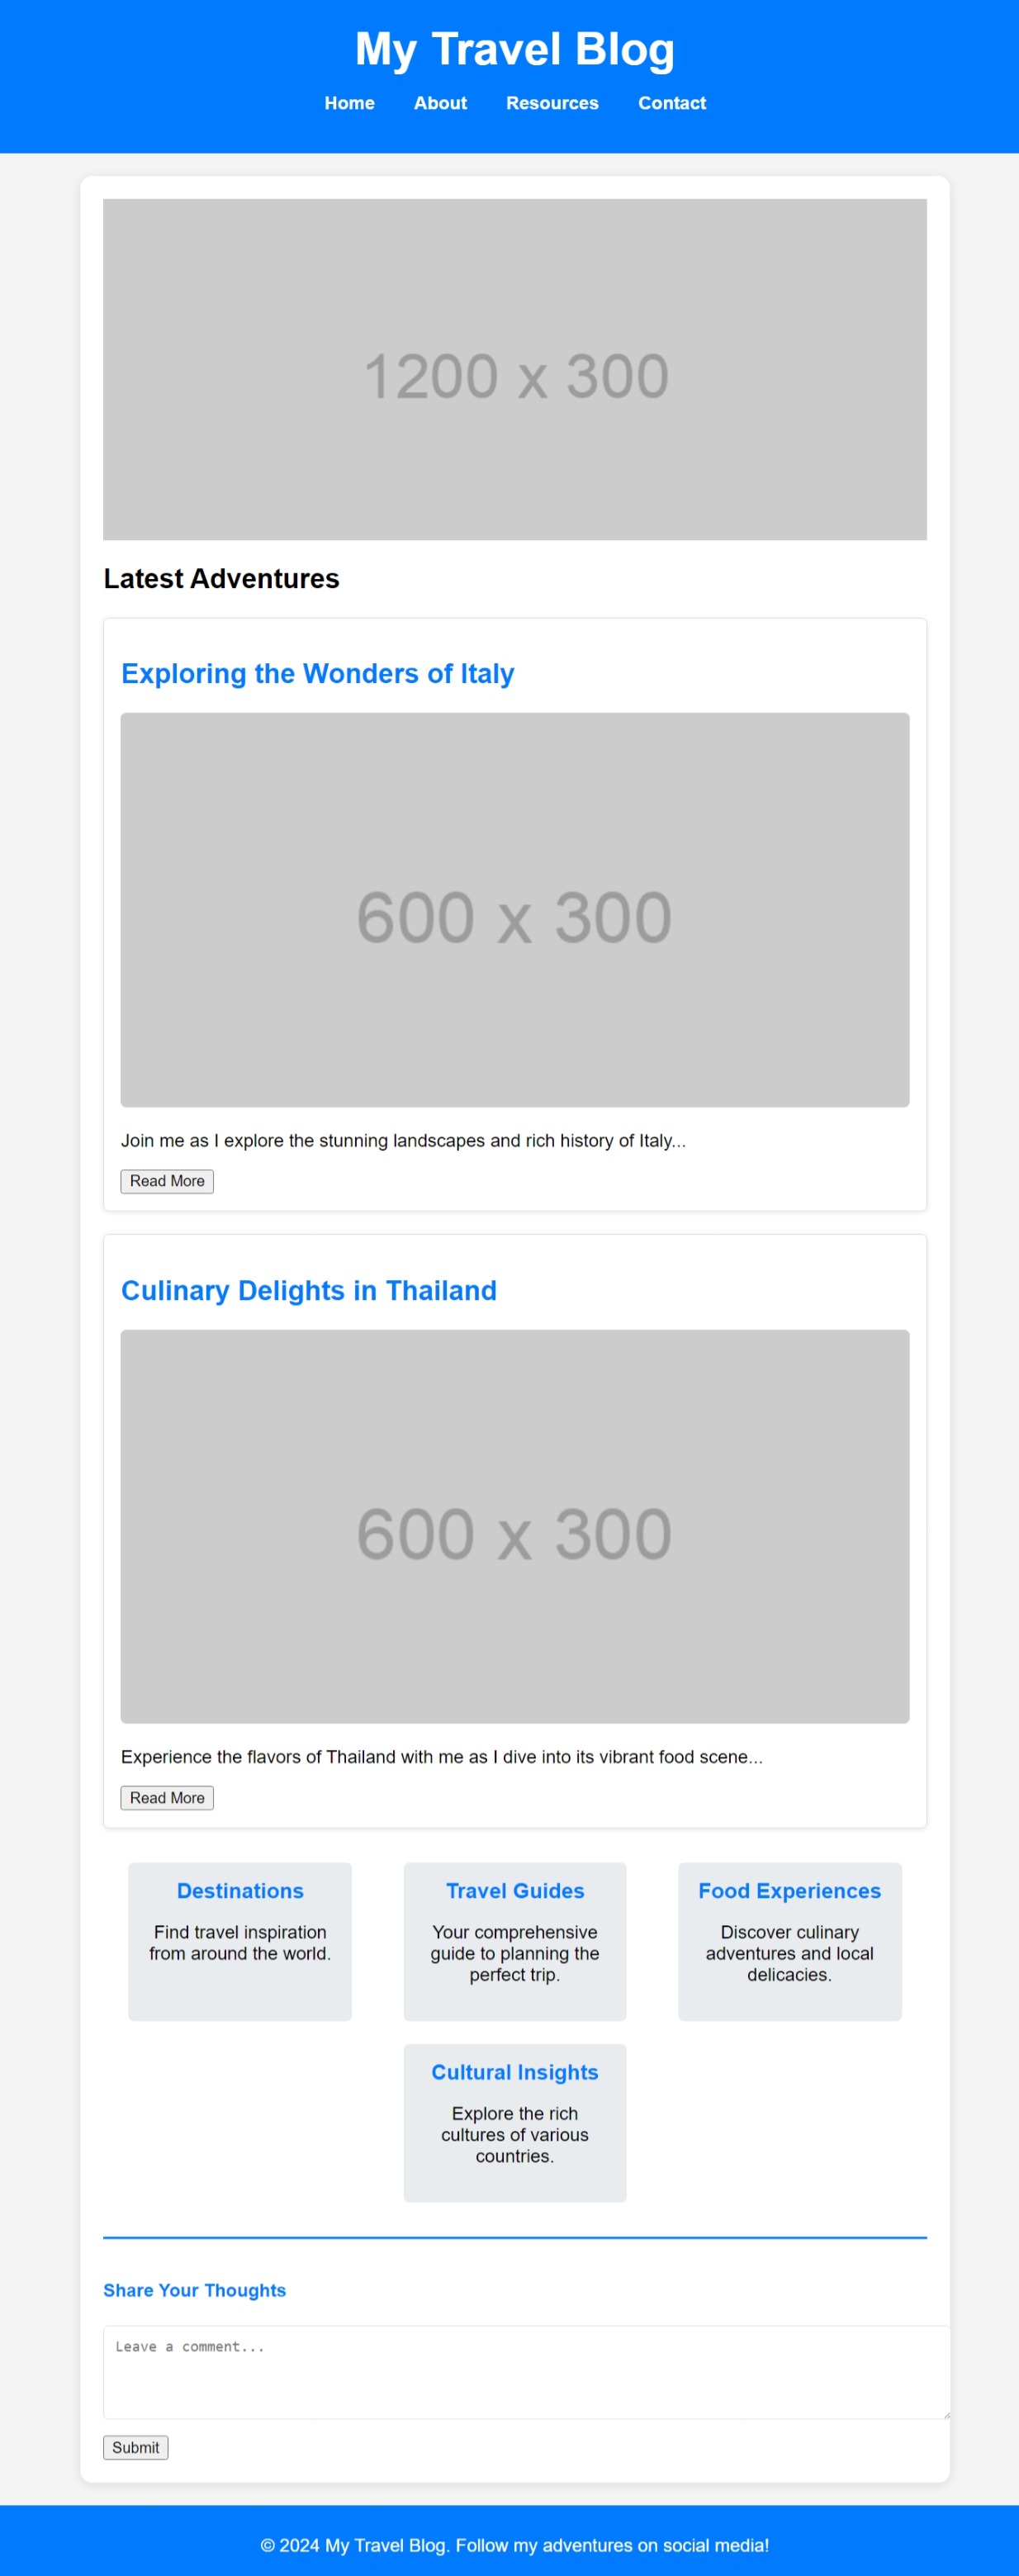 My Travel Blog
Home About Resources Contact
1200 x 300
Latest Adventures
Exploring the Wonders of Italy
600 x 300
Join me as I explore the stunning landscapes and rich history of Italy...
Read More
Culinary Delights in Thailand
600 x 300
Experience the flavors of Thailand with me as I dive into its vibrant food scene...
Read More
Destinations
Find travel inspiration
from around the world.
Travel Guides
Your comprehensive
guide to planning the
perfect trip.
Food Experiences
Discover culinary
adventures and local
delicacies.
Cultural Insights
Explore the rich
cultures of various
countries.
Share Your Thoughts
Leave a comment...
Submit
© 2024 My Travel Blog. Follow my adventures on social media!